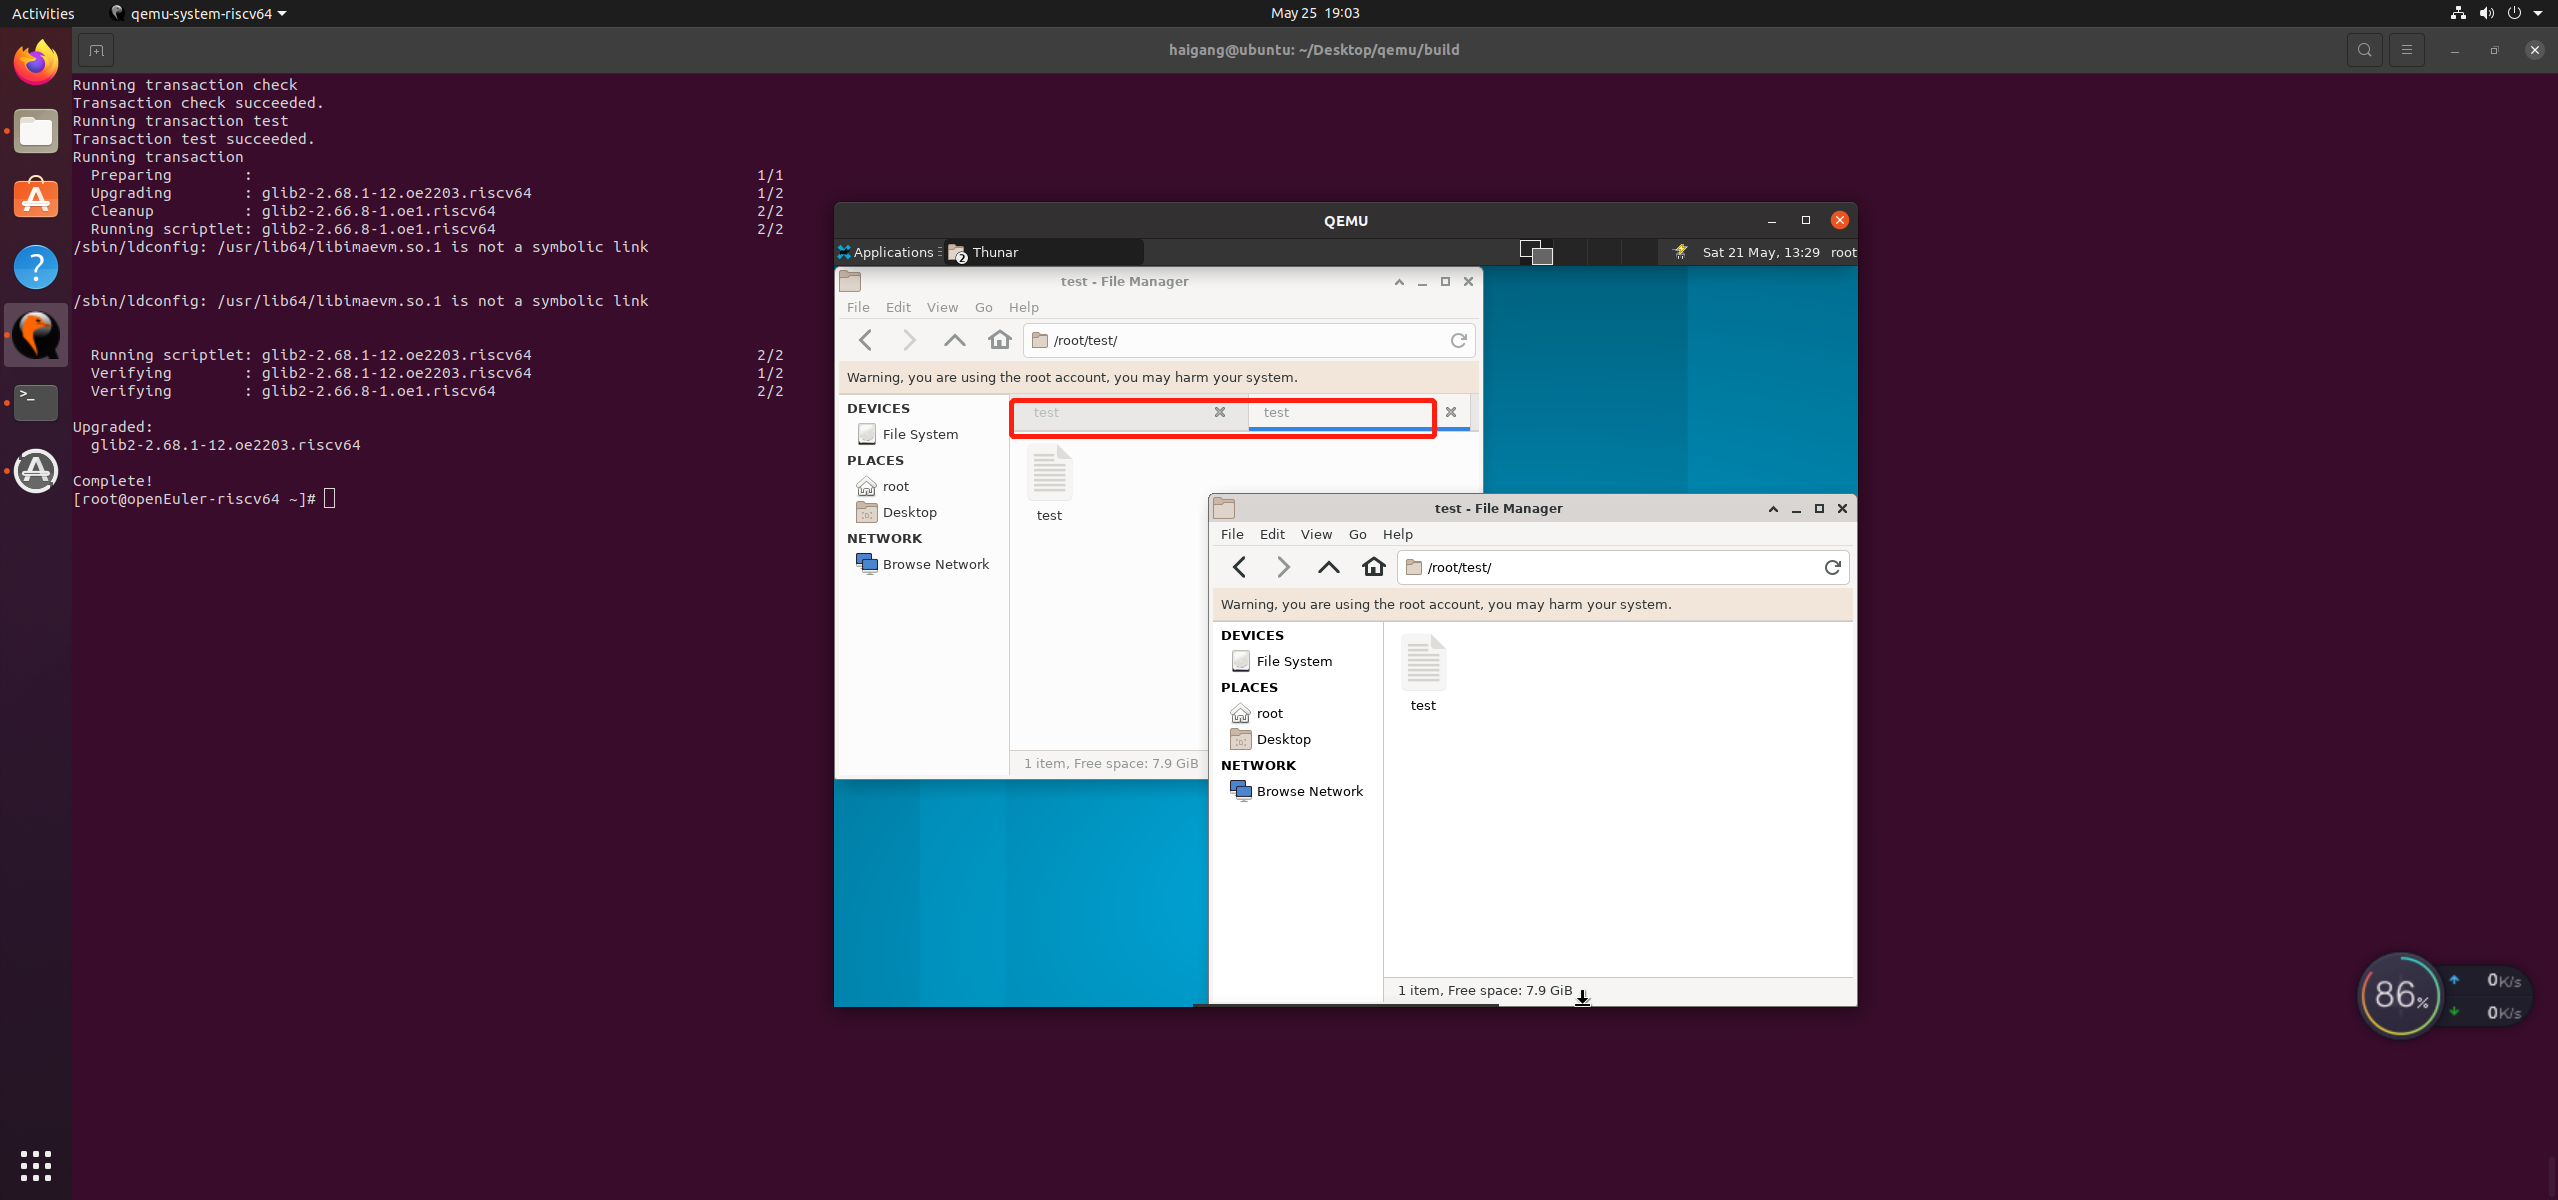 Activities
qemu-system-riscv64
May 25 19:03
haigang@ubuntu: ~/Desktop/qemu/build
Running transaction check
Transaction check succeeded.
Running transaction test
Transaction test succeeded.
Running transaction
Preparing : 1/1
Upgrading : glib2-2.68.1-12.oe2203.riscv64 1/2
Cleanup : glib2-2.66.8-1.oe1.riscv64 2/2
Running scriptlet: glib2-2.66.8-1.oe1.riscv64 2/2
/sbin/ldconfig: /usr/lib64/libimaevm.so.1 is not a symbolic link
/sbin/ldconfig: /usr/lib64/libimaevm.so.1 is not a symbolic link
Running scriptlet: glib2-2.68.1-12.oe2203.riscv64 2/2
Verifying : glib2-2.68.1-12.oe2203.riscv64 1/2
Verifying : glib2-2.66.8-1.oe1.riscv64 2/2
Upgraded:
glib2-2.68.1-12.oe2203.riscv64
Complete!
[root@openEuler-riscv64 ~]#
QEMU
Applications
2
Thunar
Sat 21 May, 13:29
root
test - File Manager
File Edit View Go Help
/root/test/
Warning, you are using the root account, you may harm your system.
DEVICES
File System
PLACES
root
Desktop
NETWORK
Browse Network
test
test
test
1 item, Free space: 7.9 GiB
test - File Manager
File Edit View Go Help
/root/test/
Warning, you are using the root account, you may harm your system.
DEVICES
File System
PLACES
root
Desktop
NETWORK
Browse Network
test
1 item, Free space: 7.9 GiB
86%
0K/s
0K/s